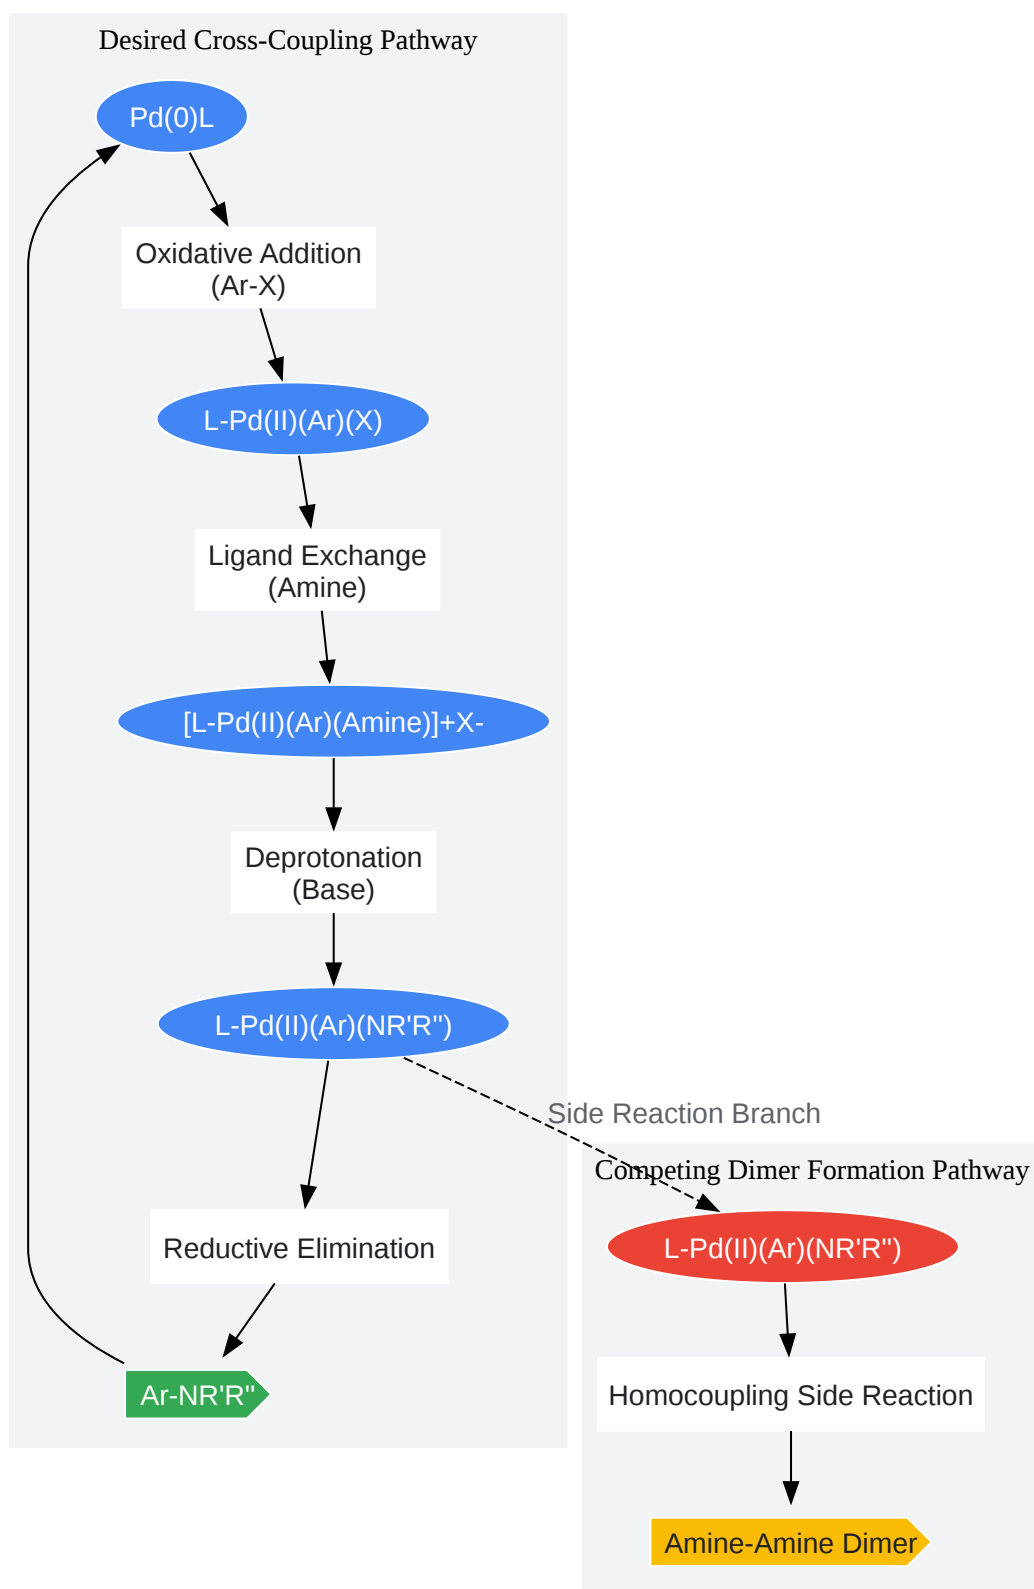 Desired Cross-Coupling Pathway
Pd(0)L
Oxidative Addition
(Ar-X)
L-Pd(II)(Ar)(X)
Ligand Exchange
(Amine)
[L-Pd(II)(Ar)(Amine)]+X-
Deprotonation
(Base)
L-Pd(II)(Ar)(NR'R'')
Side Reaction Branch
Competing Dimer Formation Pathway
Reductive Elimination
L-Pd(II)(Ar)(NR'R'')
Ar-NR'R''
Homocoupling Side Reaction
Amine-Amine Dimer